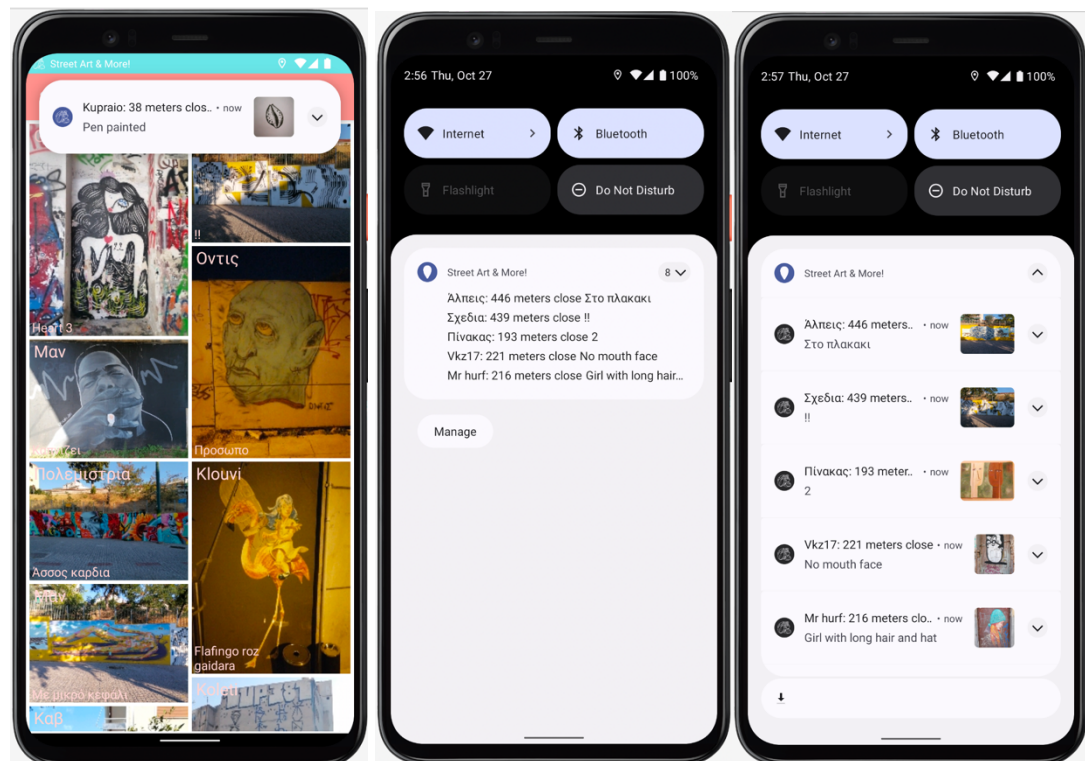 Street Art & More!
Kupraio: 38 meters clos.. • now
Pen painted
Heart 3
!!
Οντις
Μαν
Προσωπο
Πολεμιστρια
Άσσος καρδια
Klouvi
Flafingo roz
gaidara
Με μικρο κεφαλι
Καβ
2:56 Thu, Oct 27
100%
Internet
Bluetooth
Flashlight
Do Not Disturb
Street Art & More!
8
Άλπεις: 446 meters close Στο πλακακι
Σχεδια: 439 meters close !!
Πίνακας: 193 meters close 2
Vkz17: 221 meters close No mouth face
Mr hurf: 216 meters close Girl with long hair...
Manage
2:57 Thu, Oct 27
100%
Internet
Bluetooth
Flashlight
Do Not Disturb
Street Art & More!
Άλπεις: 446 meters.. • now
Στο πλακακι
Σχεδια: 439 meters.. • now
!!
Πίνακας: 193 meter.. • now
2
Vkz17: 221 meters close • now
No mouth face
Mr hurf: 216 meters clo.. • now
Girl with long hair and hat